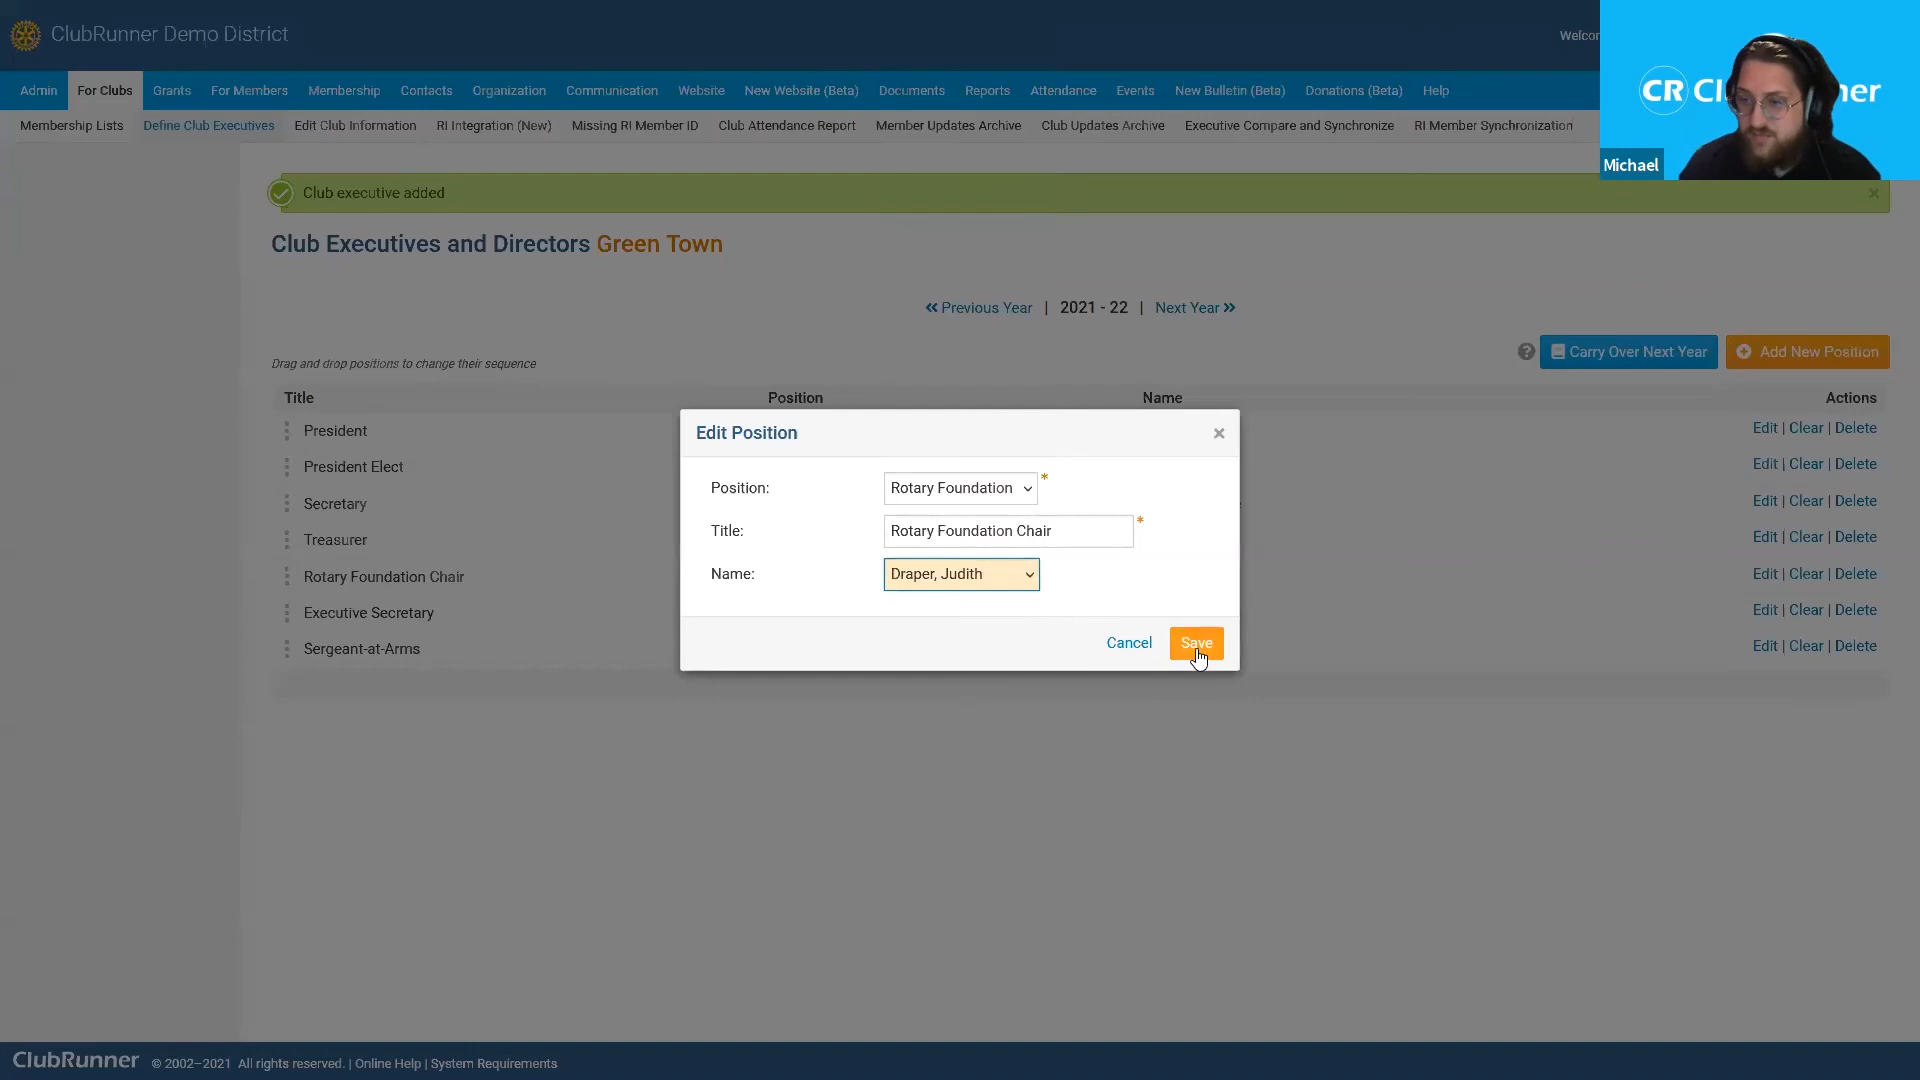 ClubRunner Demo District
Welcom
CR Cl ner
Michael
Admin For Clubs Grants For Members Membership Contacts Organization Communication Website New Website (Beta) Documents Reports Attendance Events New Bulletin (Beta) Donations (Beta) Help
Membership Lists Define Club Executives Edit Club Information RI Integration (New) Missing RI Member ID Club Attendance Report Member Updates Archive Club Updates Archive Executive Compare and Synchronize RI Member Synchronization
Club executive added ×
Club Executives and Directors Green Town
« Previous Year | 2021 - 22 | Next Year »
Drag and drop positions to change their sequence
? Carry Over Next Year Add New Position
Title Position Name Actions
President Edit | Clear | Delete
President Elect Edit | Clear | Delete
Secretary Edit | Clear | Delete
Treasurer Edit | Clear | Delete
Rotary Foundation Chair Edit | Clear | Delete
Executive Secretary Edit | Clear | Delete
Sergeant-at-Arms Edit | Clear | Delete
Edit Position ×
Position: Rotary Foundation *
Title: Rotary Foundation Chair *
Name: Draper, Judith
Cancel Save
ClubRunner © 2002–2021 All rights reserved. | Online Help | System Requirements